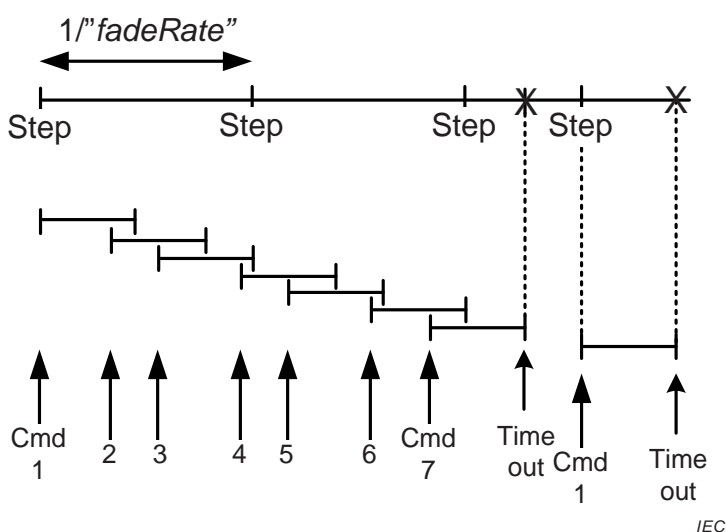 1/”fadeRate”
Step Step Step Step
Cmd 1
2
3
4
5
6
Cmd 7
Time out
Cmd 1
Time out
IEC